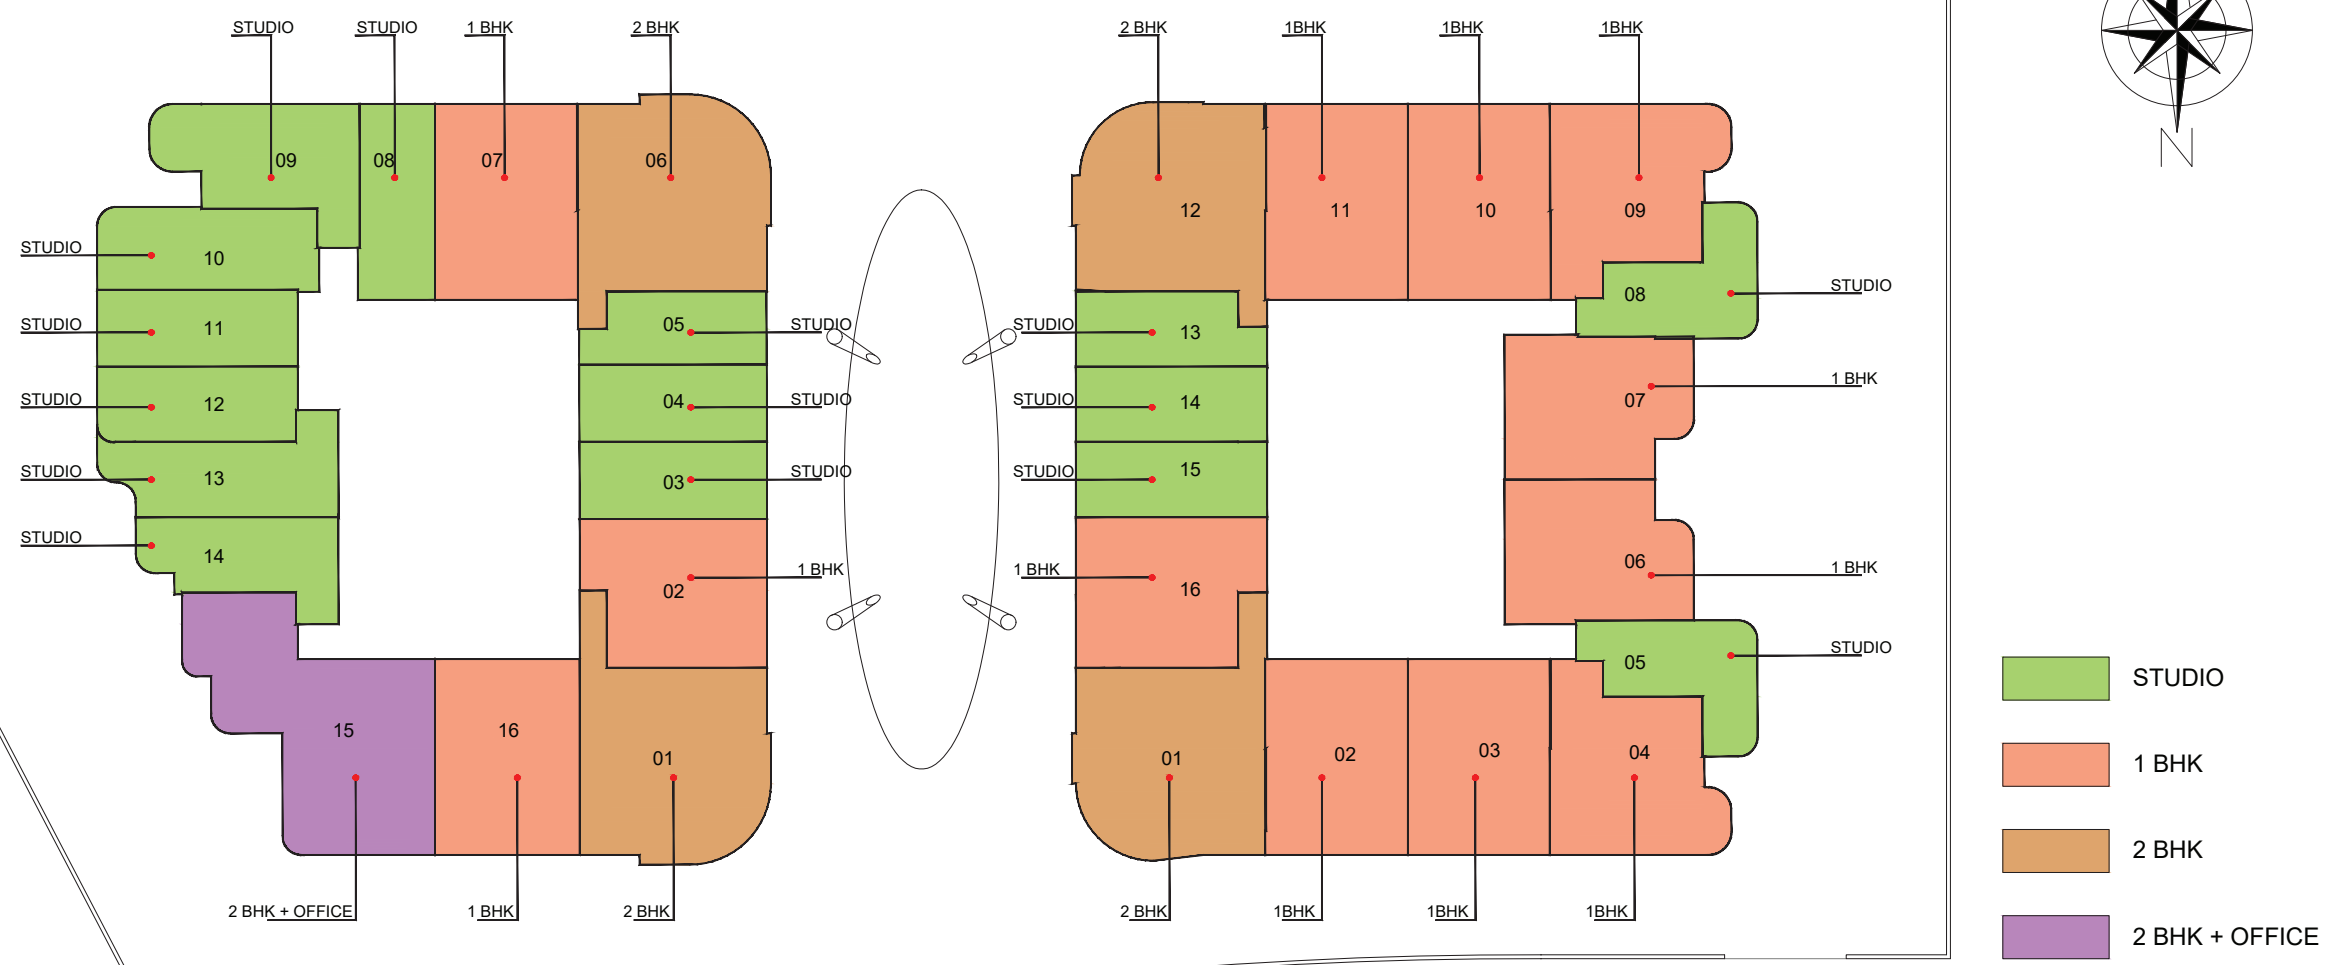 STUDIO STUDIO 1 BHK 2 BHK 2 BHK 1BHK 1BHK 1BHK
N
09 08 07 06
12 11 10 09
STUDIO 10
08 STUDIO
STUDIO 11 05 STUDIO STUDIO 13
07 1 BHK
STUDIO 12 04 STUDIO STUDIO 14
STUDIO 13 03 STUDIO STUDIO 15
STUDIO 14
02 1 BHK 1 BHK 16 06 1 BHK
05 STUDIO
STUDIO
15 16 01 01 02 03 04
1 BHK
2 BHK
2 BHK + OFFICE 1 BHK 2 BHK 2 BHK 1BHK 1BHK 1BHK
2 BHK + OFFICE